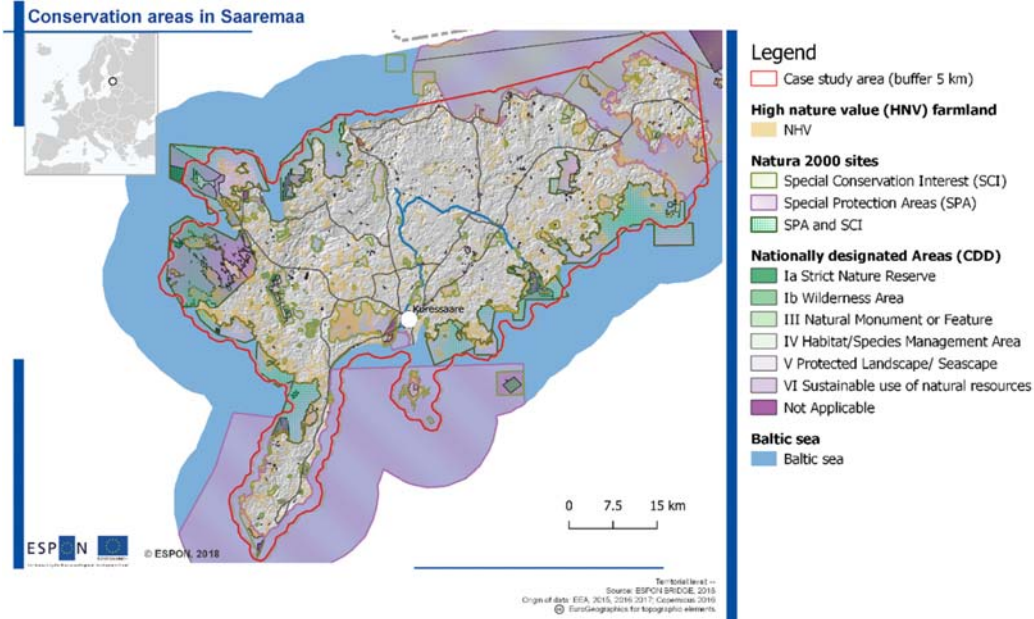 Conservation areas in Saaremaa
Kuressaare
0 7.5 15 km
ESPON
© ESPON, 2018
Territorial level: --
Source: ESPON BRIDGE, 2018
Origin of data: EEA, 2015, 2016 2017; Copernicus 2016
EuroGeographics for topographic elements
Legend
Case study area (buffer 5 km)
High nature value (HNV) farmland
NHV
Natura 2000 sites
Special Conservation Interest (SCI)
Special Protection Areas (SPA)
SPA and SCI
Nationally designated Areas (CDD)
Ia Strict Nature Reserve
Ib Wilderness Area
III Natural Monument or Feature
IV Habitat/Species Management Area
V Protected Landscape/ Seascape
VI Sustainable use of natural resources
Not Applicable
Baltic sea
Baltic sea